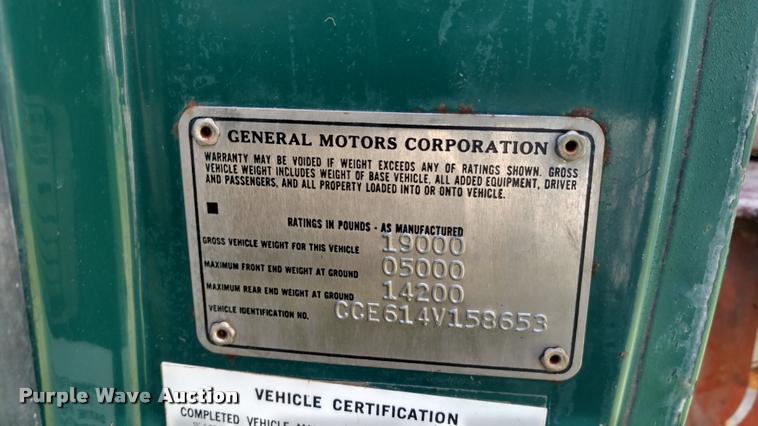 GENERAL MOTORS CORPORATION
WARRANTY MAY BE VOIDED IF WEIGHT EXCEEDS ANY OF RATINGS SHOWN. GROSS
VEHICLE WEIGHT INCLUDES WEIGHT OF BASE VEHICLE, ALL ADDED EQUIPMENT, DRIVER
AND PASSENGERS, AND ALL PROPERTY LOADED INTO OR ONTO VEHICLE.
RATINGS IN POUNDS - AS MANUFACTURED
GROSS VEHICLE WEIGHT FOR THIS VEHICLE 19000
MAXIMUM FRONT END WEIGHT AT GROUND 05000
MAXIMUM REAR END WEIGHT AT GROUND 14200
VEHICLE IDENTIFICATION NO. CCE614V158653
VEHICLE CERTIFICATION
COMPLETED VEHICLE
Purple Wave Auction